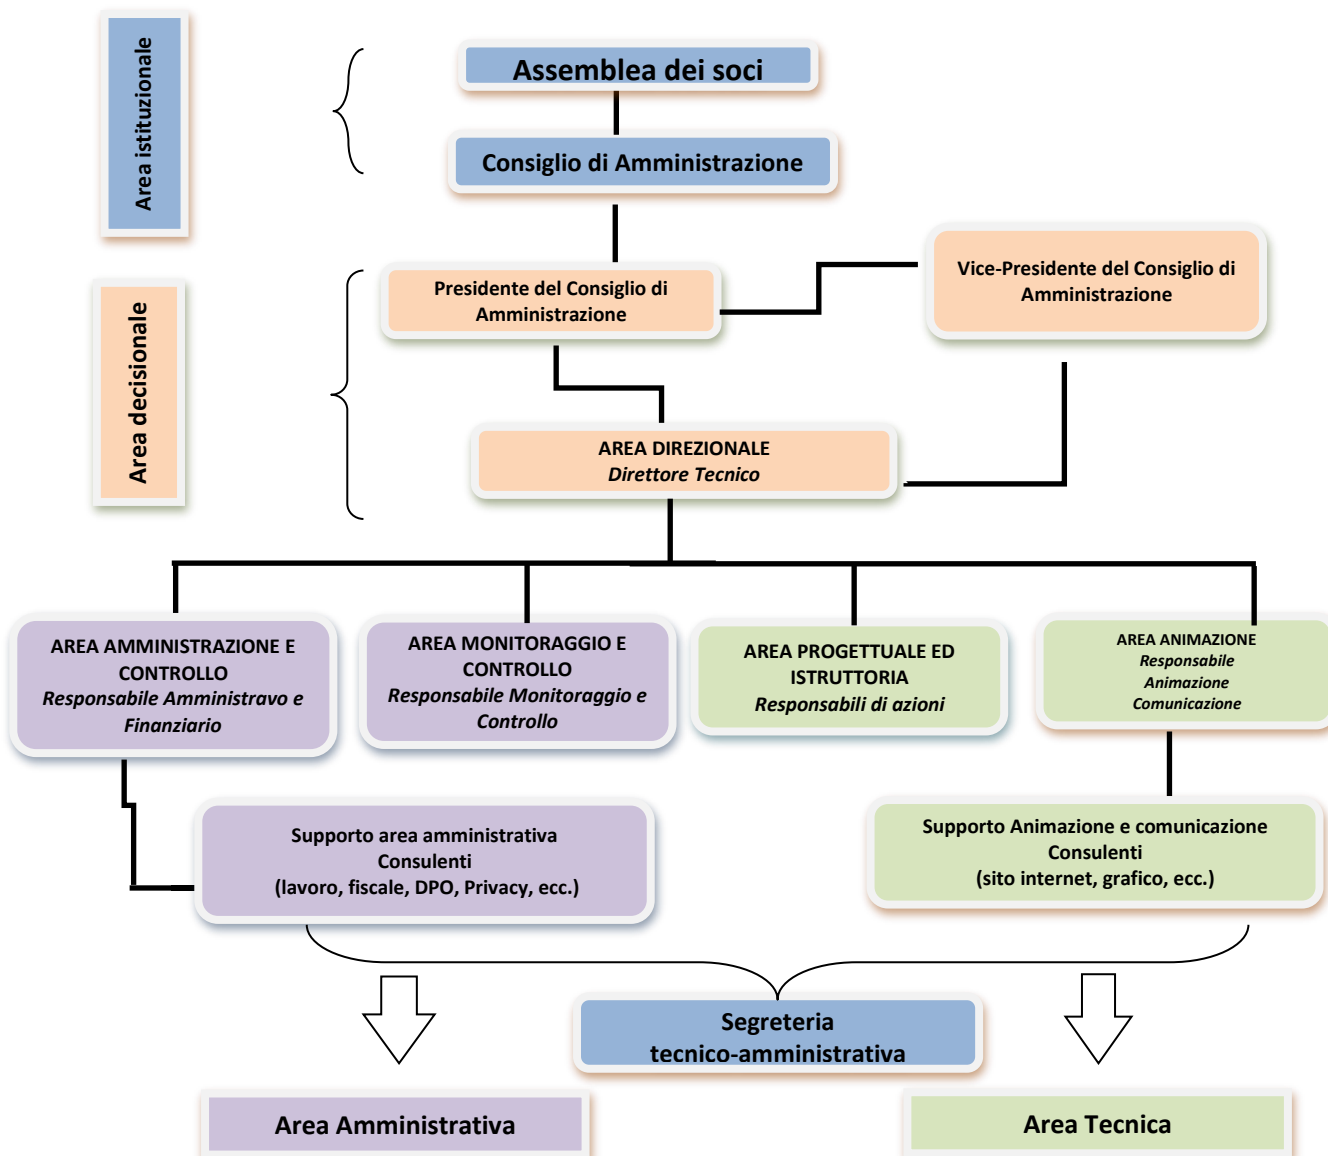 Area istituzionale
Assemblea dei soci
Consiglio di Amministrazione
Area decisionale
Presidente del Consiglio di
Amministrazione
Vice-Presidente del Consiglio di
Amministrazione
AREA DIREZIONALE
Direttore Tecnico
AREA AMMINISTRAZIONE E
CONTROLLO
Responsabile Amministravo e
Finanziario
AREA MONITORAGGIO E
CONTROLLO
Responsabile Monitoraggio e
Controllo
AREA PROGETTUALE ED
ISTRUTTORIA
Responsabili di azioni
AREA ANIMAZIONE
Responsabile
Animazione
Comunicazione
Supporto area amministrativa
Consulenti
(lavoro, fiscale, DPO, Privacy, ecc.)
Supporto Animazione e comunicazione
Consulenti
(sito internet, grafico, ecc.)
Segreteria
tecnico-amministrativa
Area Amministrativa
Area Tecnica